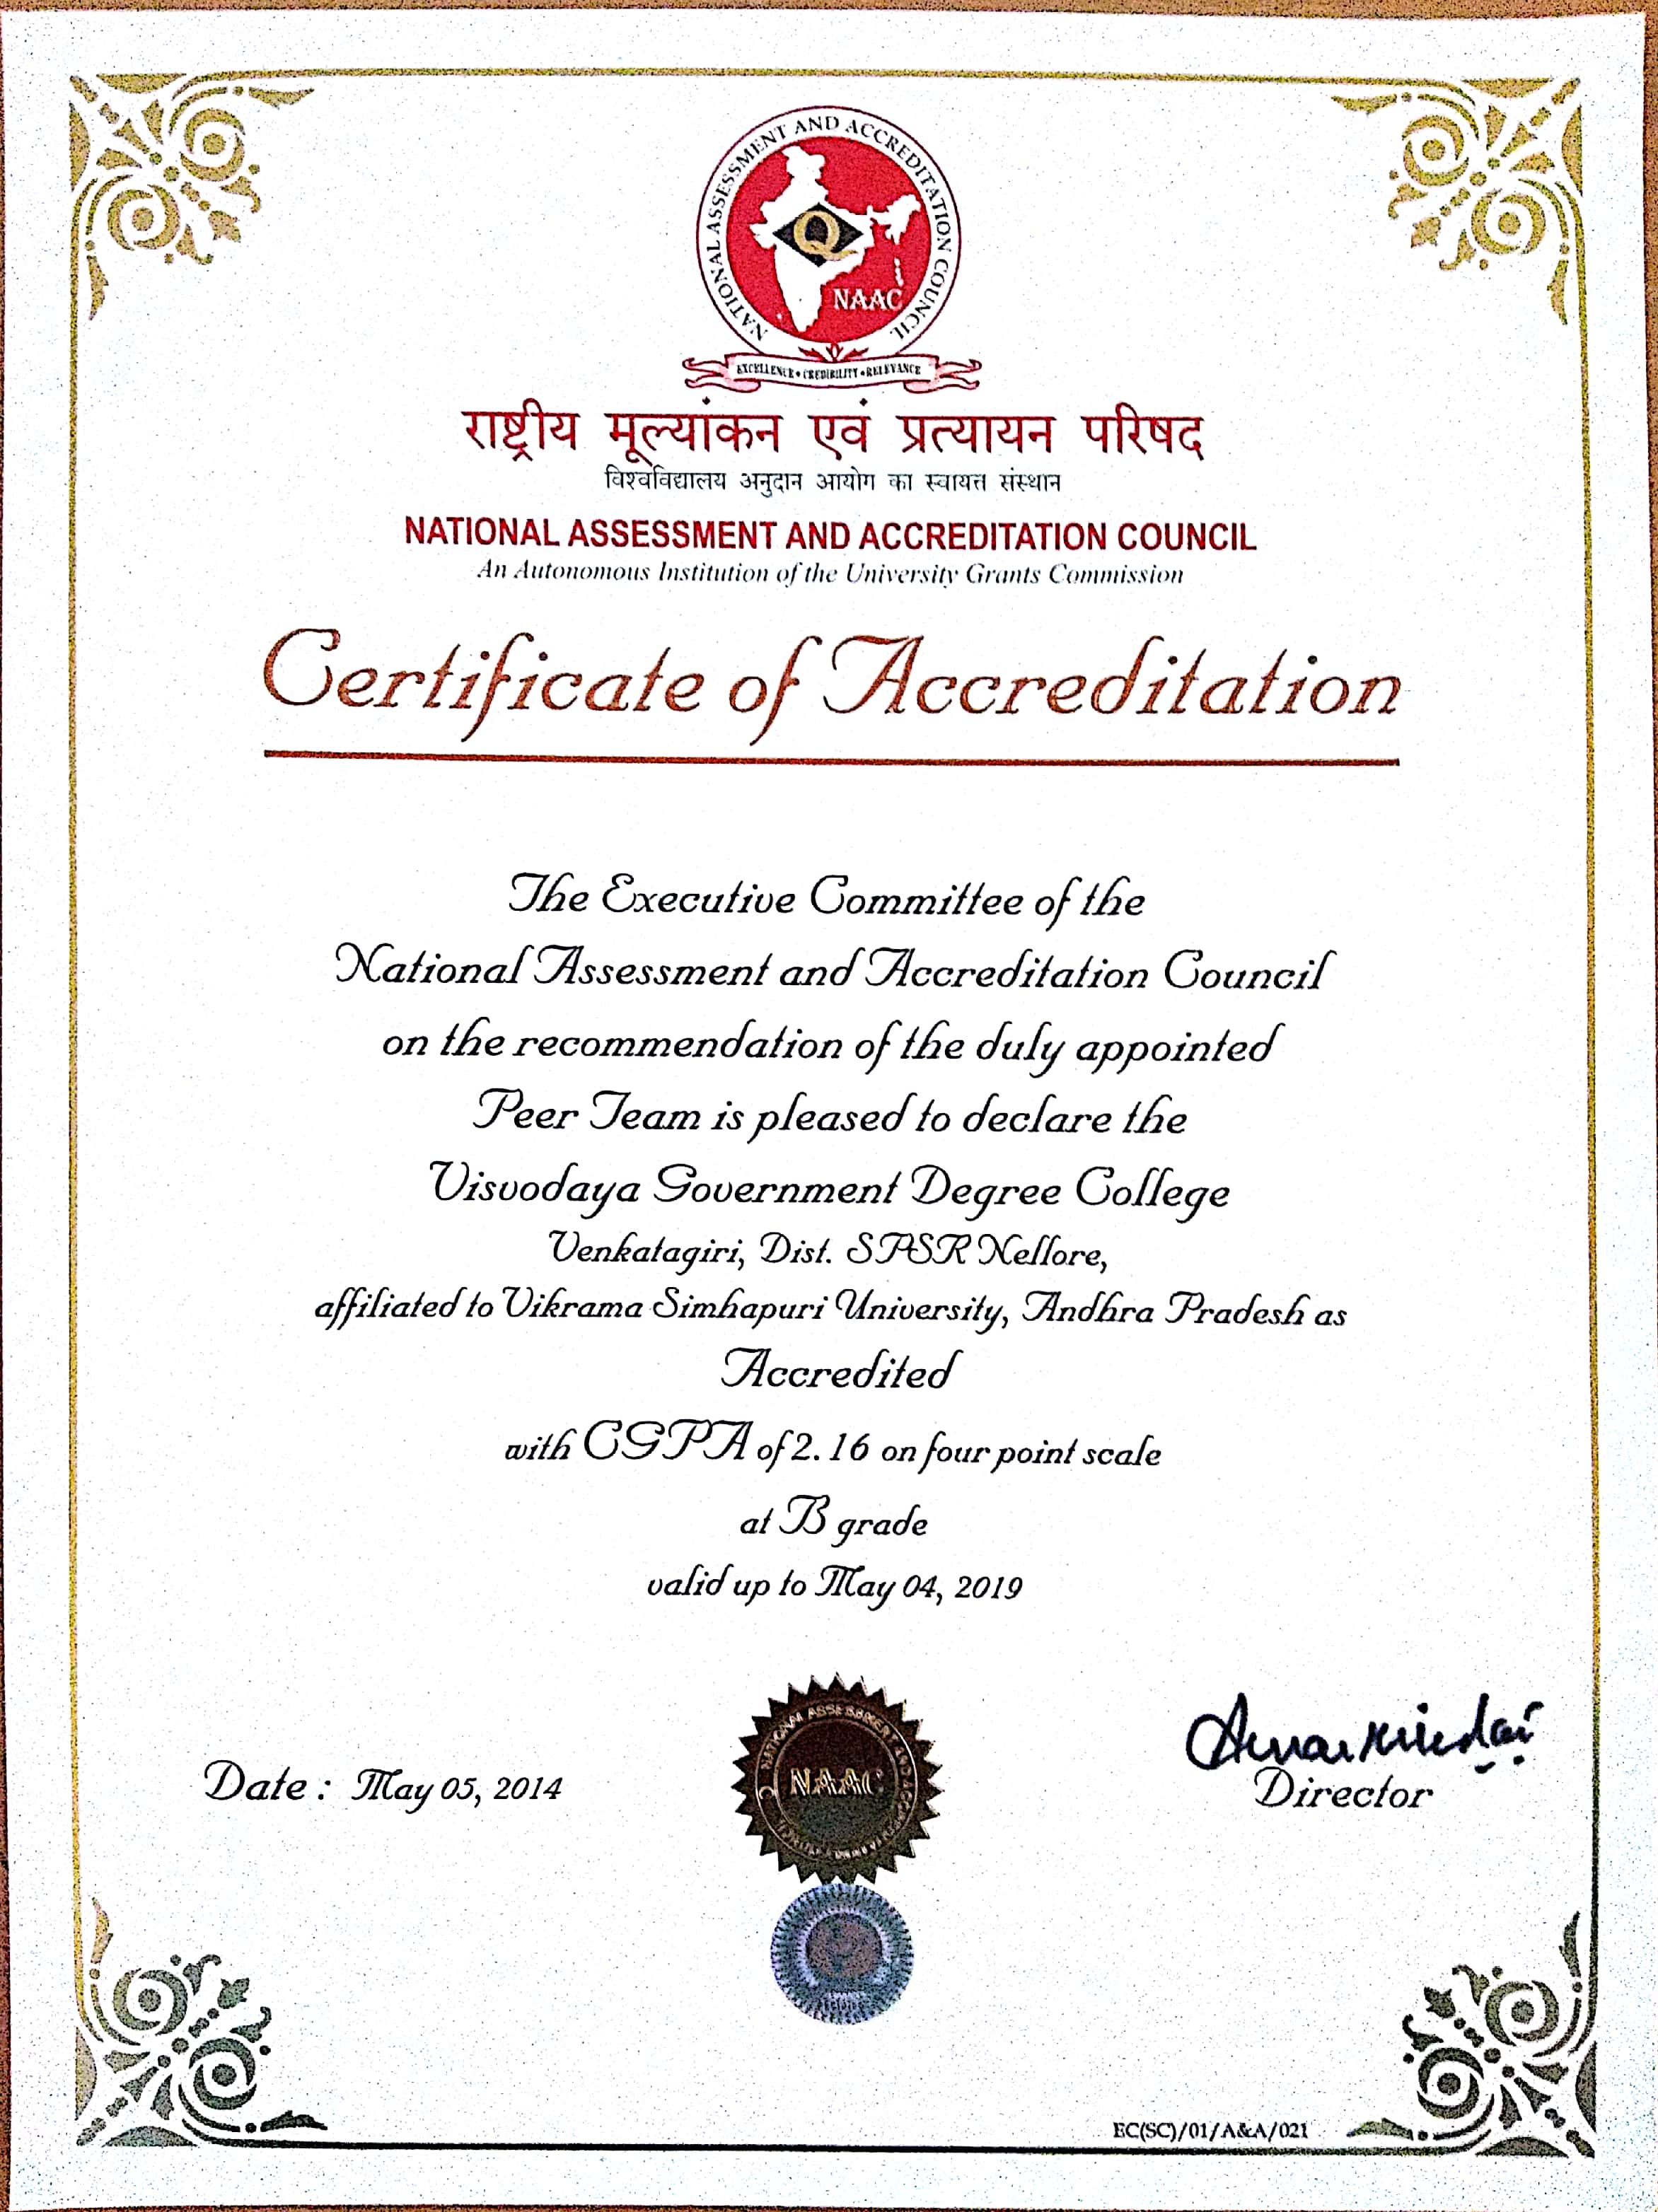 NATIONAL ASSESSMENT AND ACCREDITATION COUNCIL
Q
NAAC
EXCELLENCE • CREDIBILITY • RELEVANCE
राष्ट्रीय मूल्यांकन एवं प्रत्यायन परिषद
विश्वविद्यालय अनुदान आयोग का स्वायत्त संस्थान
NATIONAL ASSESSMENT AND ACCREDITATION COUNCIL
An Autonomous Institution of the University Grants Commission
Certificate of Accreditation
The Executive Committee of the
National Assessment and Accreditation Council
on the recommendation of the duly appointed
Peer Team is pleased to declare the
Visvodaya Government Degree College
Venkatagiri, Dist. SPSR Nellore,
affiliated to Vikrama Simhapuri University, Andhra Pradesh as
Accredited
with CGPA of 2.16 on four point scale
at B grade
valid up to May 04, 2019
Date : May 05, 2014
NAAC
Director
EC(SC)/01/A&A/021